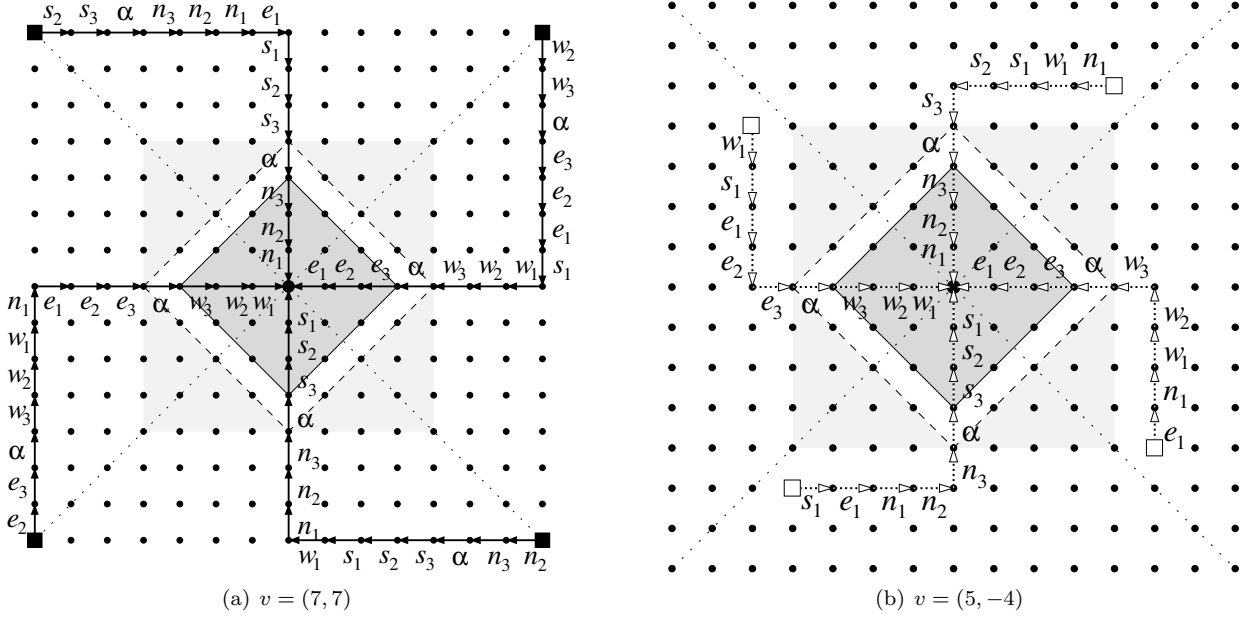 s₂ s₃ α n₃ n₂ n₁ e₁
s₁
s₂
s₃
α
n₃
n₂
n₁
w₂
w₃
α
e₃
e₂
e₁
s₁
e₁ e₂ e₃ α w₃ w₂ w₁
n₁ e₁ e₂ e₃ α w₃ w₂ w₁
w₁
w₂
w₃
α
e₃
e₂
s₁
s₂
s₃
α
n₃
n₂
n₁
w₁ s₁ s₂ s₃ α n₃ n₂
(a) v = (7, 7)
s₂ s₁ w₁ n₁
s₃
α
n₃
n₂
n₁
w₁
s₁
e₁
e₂
e₁ e₂ e₃ α w₃
e₃ α w₃ w₂ w₁
w₂
w₁
n₁
e₁
s₁
s₂
s₃
α
n₃
s₁ e₁ n₁ n₂
(b) v = (5, −4)